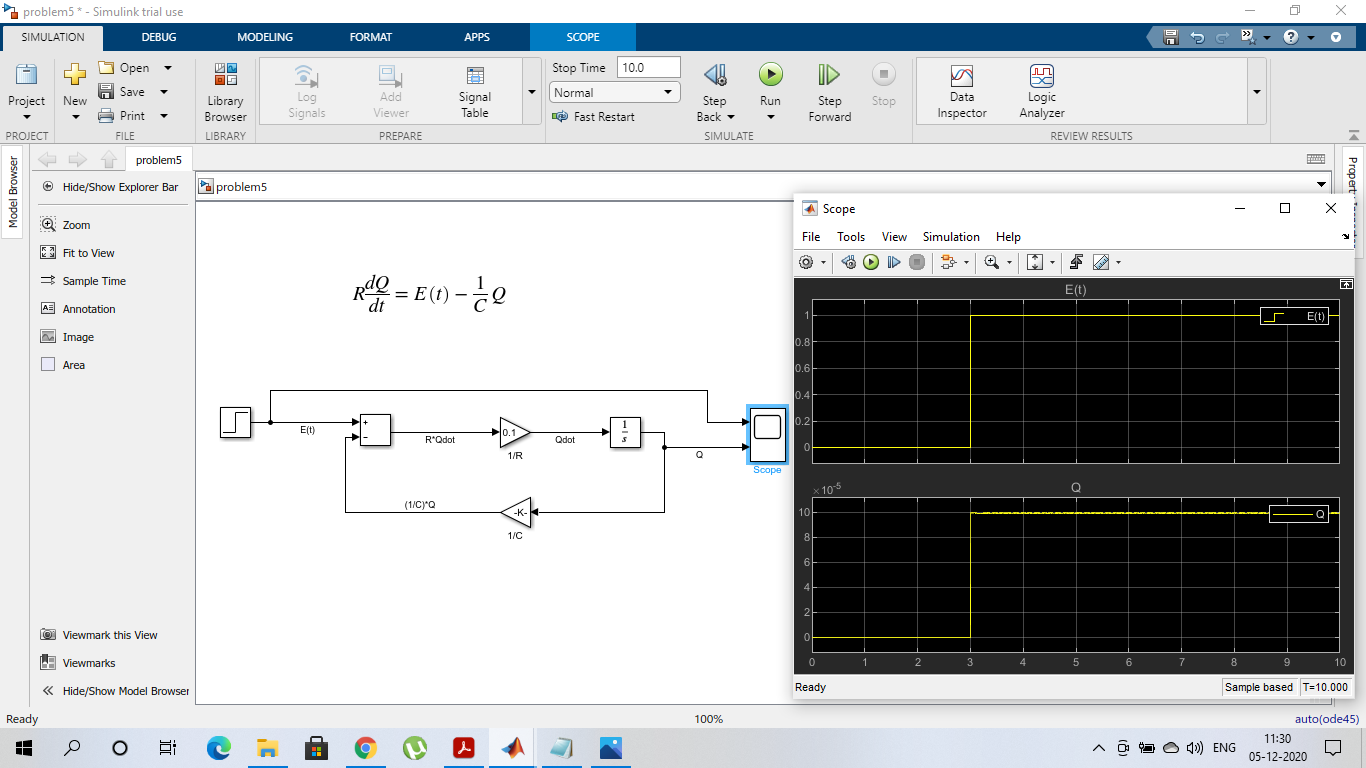 problem5 * - Simulink trial use
SIMULATION DEBUG MODELING FORMAT APPS SCOPE
Project
New
Open
Save
Print
Library Browser
Log Signals
Add Viewer
Signal Table
Stop Time 10.0
Normal
Fast Restart
Step Back
Run
Step Forward
Stop
Data Inspector
Logic Analyzer
PROJECT FILE LIBRARY PREPARE SIMULATE REVIEW RESULTS
Model Browser
problem5
Hide/Show Explorer Bar
problem5
Zoom
Fit to View
Sample Time
Annotation
Image
Area
Viewmark this View
Viewmarks
Hide/Show Model Browser
R dQ/dt = E(t) − 1/C Q
E(t)
+
−
R*Qdot
0.1
1/R
Qdot
1/s
Q
Scope
(1/C)*Q
-K-
1/C
Scope
File Tools View Simulation Help
E(t)
E(t)
1
0.8
0.6
0.4
0.2
0
Q
×10⁻⁵
Q
10
8
6
4
2
0
0 1 2 3 4 5 6 7 8 9 10
Ready Sample based T=10.000
Ready 100% auto(ode45)
ENG
11:30
05-12-2020